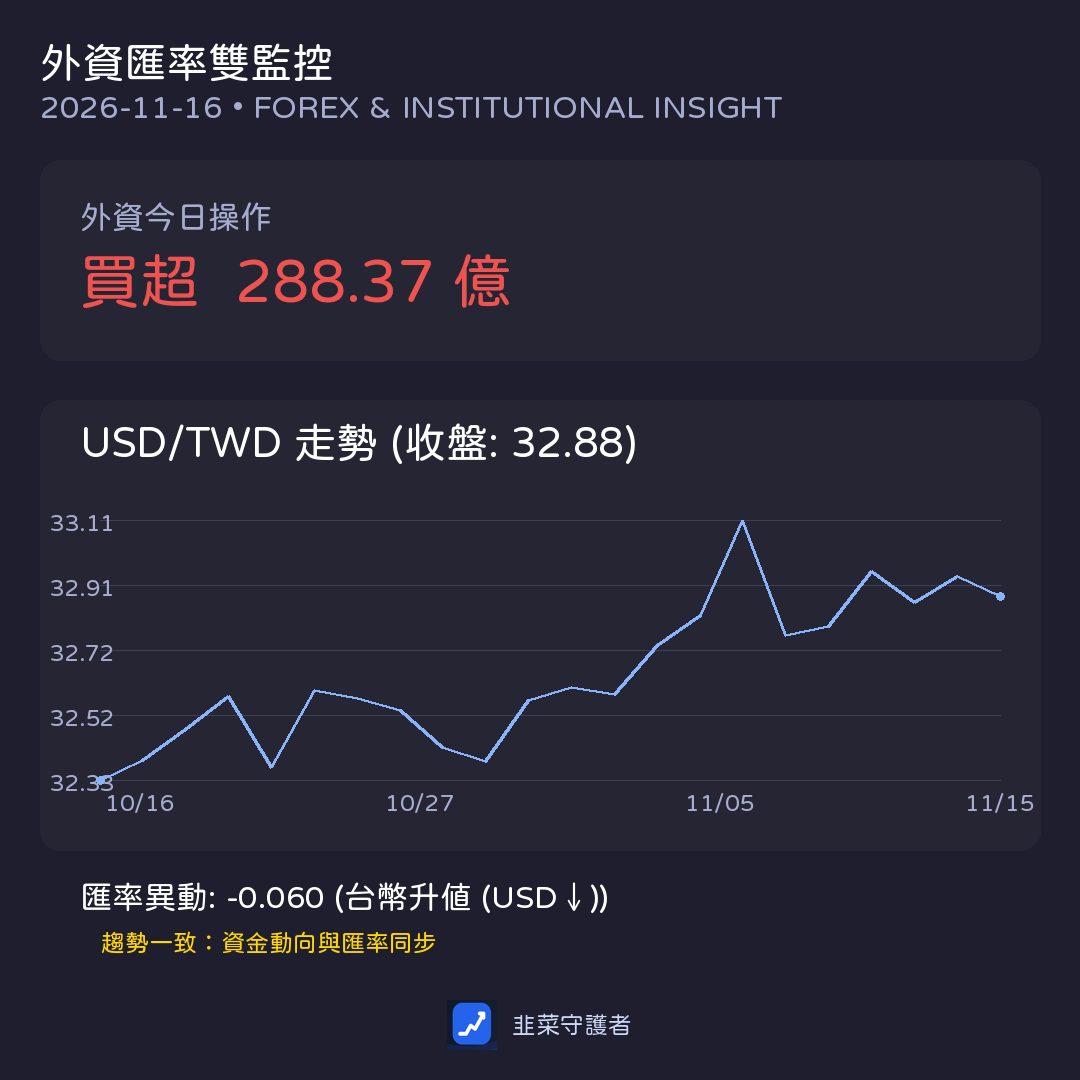 外資匯率雙監控
2026-11-16 • FOREX & INSTITUTIONAL INSIGHT
外資今日操作
買超 288.37 億
USD/TWD 走勢 (收盤: 32.88)
33.11
32.91
32.72
32.52
32.33
10/16 10/27 11/05 11/15
匯率異動: -0.060 (台幣升值 (USD↓))
趨勢一致：資金動向與匯率同步
韭菜守護者